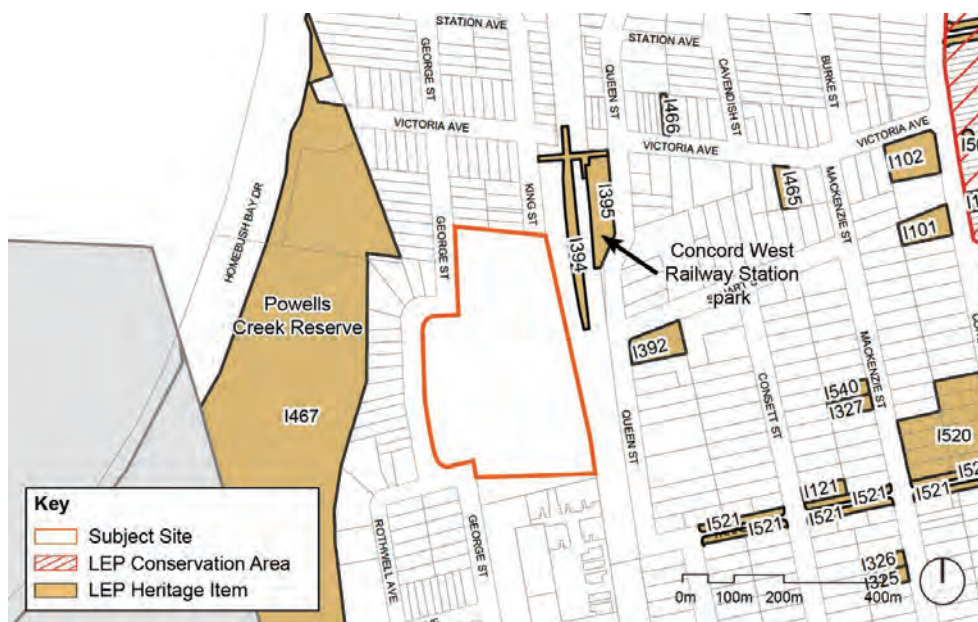 STATION AVE
STATION AVE
GEORGE ST
KING ST
QUEEN ST
CAVENDISH ST
BURKE ST
VICTORIA AVE
I466
VICTORIA AVE
VICTORIA AVE
I102
HOMEBUSH BAY DR
I395
I465
MACKENZIE ST
I101
GEORGE ST
KING ST
I394
Concord West
Railway Station
park
Powells
Creek Reserve
I392
I467
CONSETT ST
MACKENZIE ST
I540
I327
QUEEN ST
I520
I121
I521
I521
I521
I521
I521
I521
I326
I325
ROTHWELL AVE
GEORGE ST
Key
Subject Site
LEP Conservation Area
LEP Heritage Item
0m 100m 200m 400m